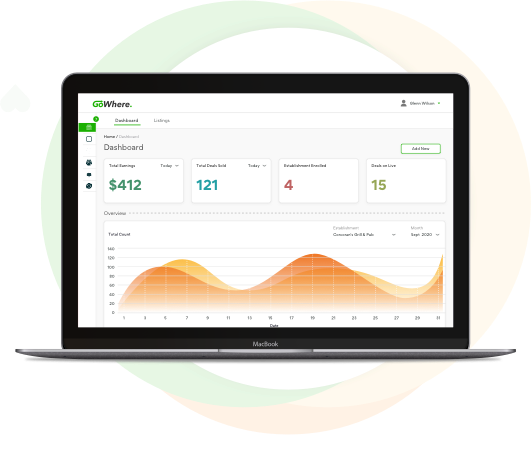 GoWhere.
Glenn Wilson
Dashboard Listings
Home / Dashboard
Dashboard
Add New
Total Earnings Today
$412
Total Deals Sold Today
121
Establishment Enrolled
4
Deals on Live
15
Overview
Total Count
Establishment
Corcoran's Grill & Pub
Month
Sept 2020
140
120
100
80
60
40
20
0
1 3 5 7 9 11 13 15 17 19 21 23 25 27 29 31
Date
MacBook